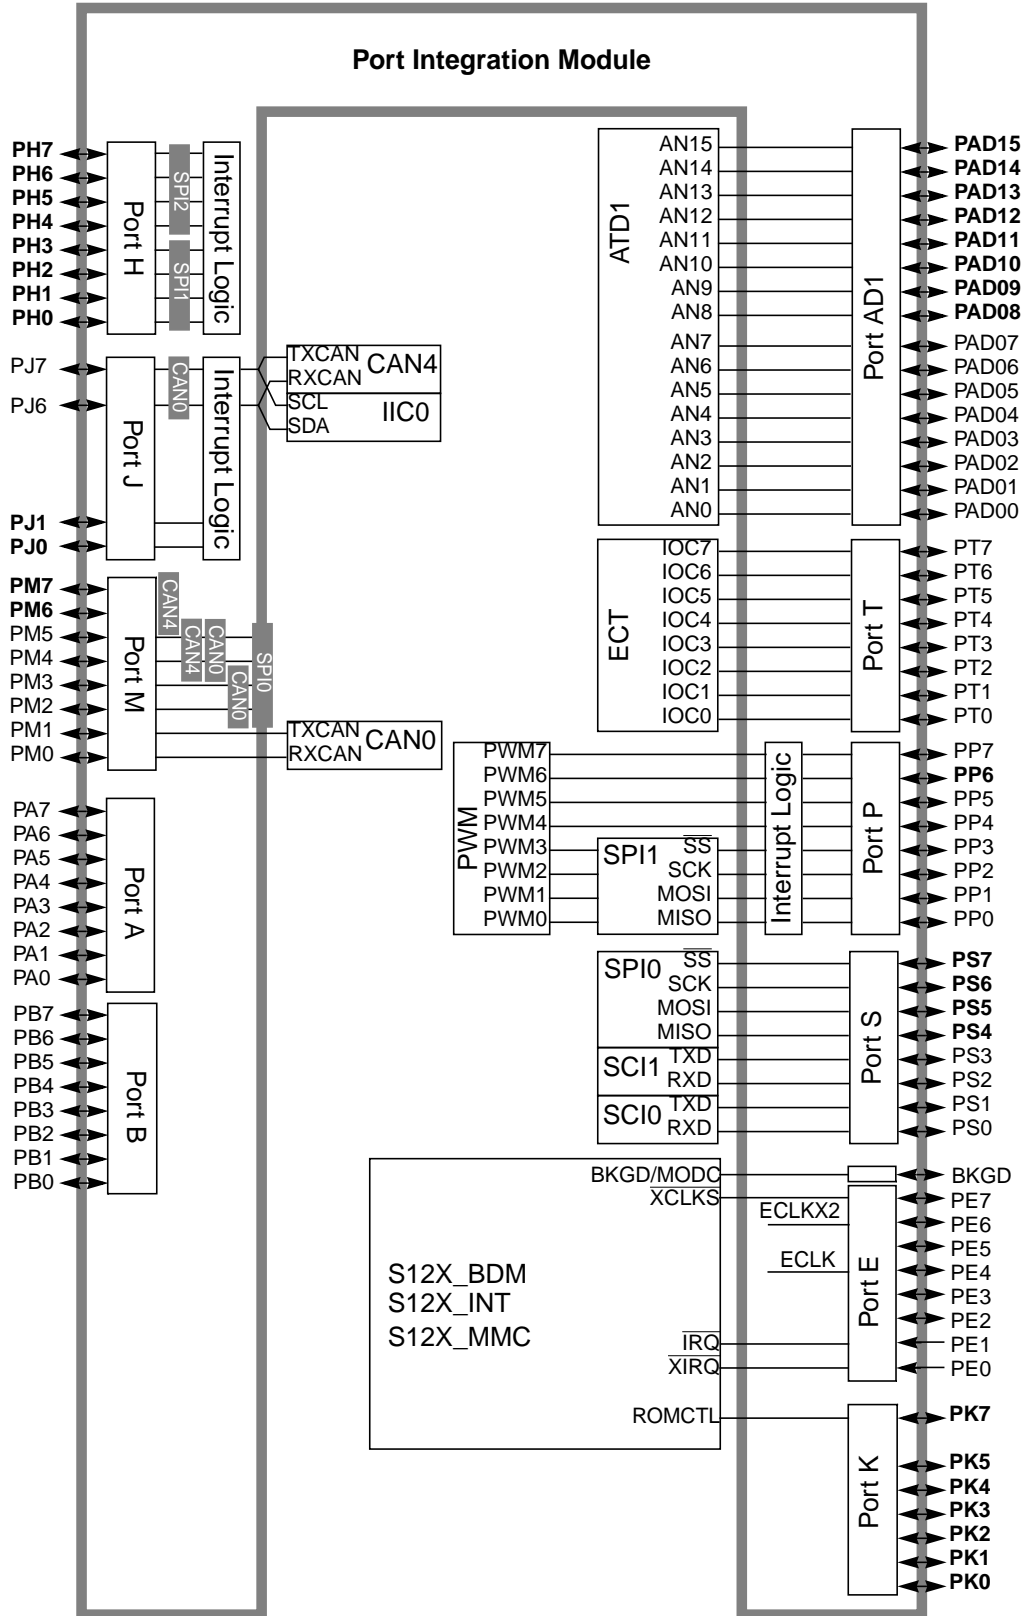 Port Integration Module
PH7
PH6
PH5
PH4
PH3
PH2
PH1
PH0
Port H
SPI2
SPI1
Interrupt Logic
PJ7
PJ6
PJ1
PJ0
Port J
CAN0
Interrupt Logic
TXCAN
RXCAN
CAN4
SCL
SDA
IIC0
PM7
PM6
PM5
PM4
PM3
PM2
PM1
PM0
Port M
CAN4
CAN4
CAN0
CAN0
SPI0
TXCAN
RXCAN
CAN0
PA7
PA6
PA5
PA4
PA3
PA2
PA1
PA0
Port A
PB7
PB6
PB5
PB4
PB3
PB2
PB1
PB0
Port B
ATD1
AN15
AN14
AN13
AN12
AN11
AN10
AN9
AN8
AN7
AN6
AN5
AN4
AN3
AN2
AN1
AN0
Port AD1
PAD15
PAD14
PAD13
PAD12
PAD11
PAD10
PAD09
PAD08
PAD07
PAD06
PAD05
PAD04
PAD03
PAD02
PAD01
PAD00
ECT
IOC7
IOC6
IOC5
IOC4
IOC3
IOC2
IOC1
IOC0
Port T
PT7
PT6
PT5
PT4
PT3
PT2
PT1
PT0
PWM
PWM7
PWM6
PWM5
PWM4
PWM3
PWM2
PWM1
PWM0
SPI1
SS
SCK
MOSI
MISO
Interrupt Logic
Port P
PP7
PP6
PP5
PP4
PP3
PP2
PP1
PP0
SPI0
SS
SCK
MOSI
MISO
SCI1
TXD
RXD
SCI0
TXD
RXD
Port S
PS7
PS6
PS5
PS4
PS3
PS2
PS1
PS0
S12X_BDM
S12X_INT
S12X_MMC
BKGD/MODC
XCLKS
ECLKX2
ECLK
IRQ
XIRQ
ROMCTL
BKGD
Port E
PE7
PE6
PE5
PE4
PE3
PE2
PE1
PE0
Port K
PK7
PK5
PK4
PK3
PK2
PK1
PK0